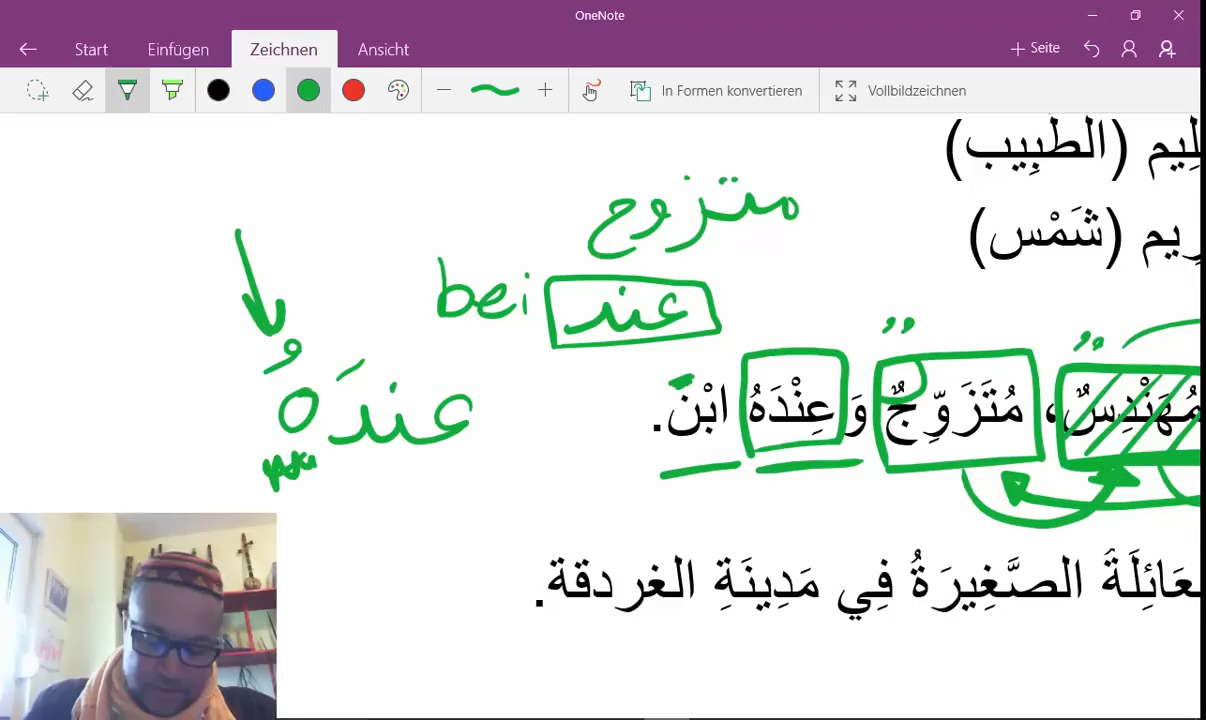 OneNote
Start Einfügen Zeichnen Ansicht Seite
In Formen konvertieren Vollbildzeichnen
(الطَبِيب)
(شَمْس)
متزوج
bei عند
عندَهُ
مُهَنْدِسٌ، مُتَزَوِّجٌ وَعِنْدَهُ ابْنَ.
الصَّغِيرَةُ فِي مَدِينَةِ الغردقة.